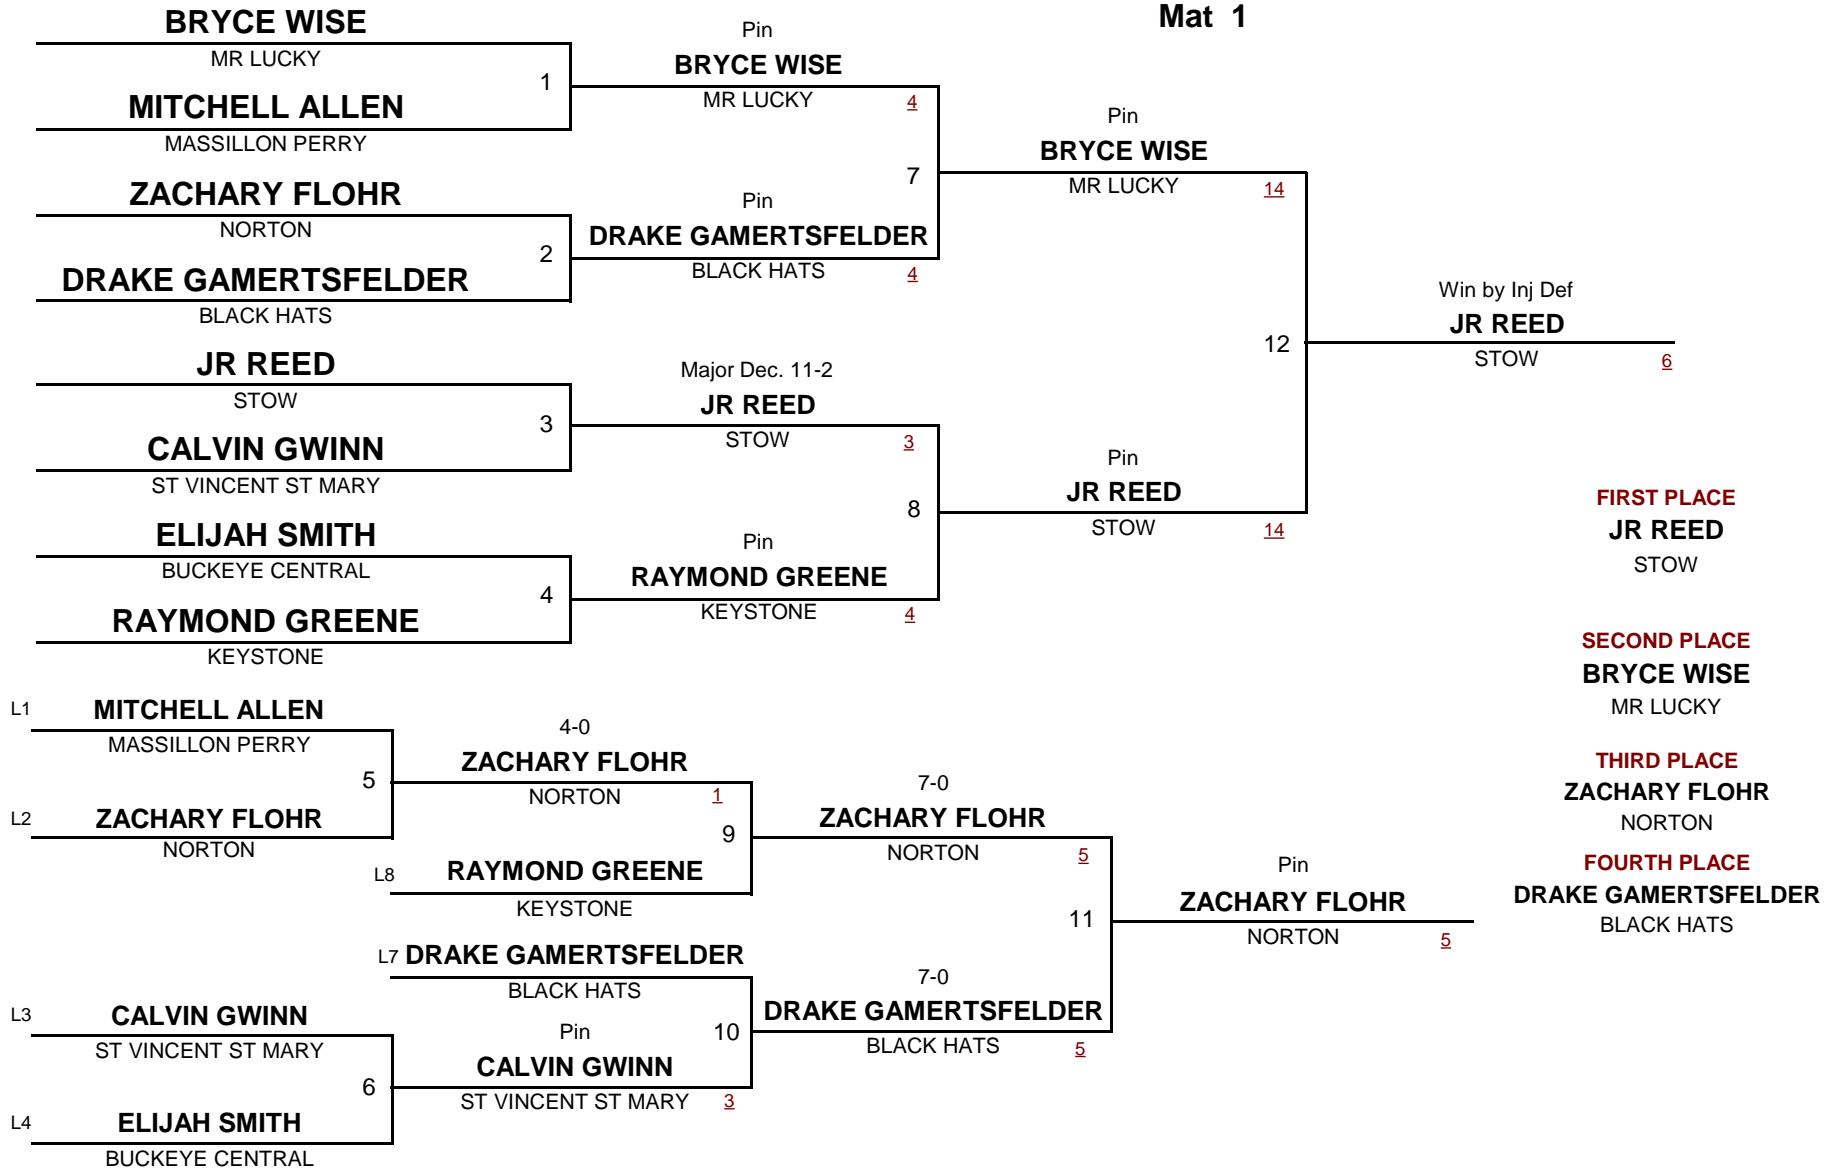 Mat 1
BRYCE WISE
MR LUCKY
1
MITCHELL ALLEN
MASSILLON PERRY
ZACHARY FLOHR
NORTON
2
DRAKE GAMERTSFELDER
BLACK HATS
JR REED
STOW
3
CALVIN GWINN
ST VINCENT ST MARY
ELIJAH SMITH
BUCKEYE CENTRAL
4
RAYMOND GREENE
KEYSTONE
Pin
BRYCE WISE
MR LUCKY 4
7
Pin
DRAKE GAMERTSFELDER
BLACK HATS 4
Major Dec. 11-2
JR REED
STOW 3
8
Pin
RAYMOND GREENE
KEYSTONE 4
Pin
BRYCE WISE
MR LUCKY 14
12
Pin
JR REED
STOW 14
Win by Inj Def
JR REED
STOW 6
L1 MITCHELL ALLEN
MASSILLON PERRY
5
L2 ZACHARY FLOHR
NORTON
L3 CALVIN GWINN
ST VINCENT ST MARY
6
L4 ELIJAH SMITH
BUCKEYE CENTRAL
4-0
ZACHARY FLOHR
NORTON 1
9
L8 RAYMOND GREENE
KEYSTONE
L7 DRAKE GAMERTSFELDER
BLACK HATS
10
Pin
CALVIN GWINN
ST VINCENT ST MARY 3
7-0
ZACHARY FLOHR
NORTON 5
11
7-0
DRAKE GAMERTSFELDER
BLACK HATS 5
Pin
ZACHARY FLOHR
NORTON 5
FIRST PLACE
JR REED
STOW
SECOND PLACE
BRYCE WISE
MR LUCKY
THIRD PLACE
ZACHARY FLOHR
NORTON
FOURTH PLACE
DRAKE GAMERTSFELDER
BLACK HATS